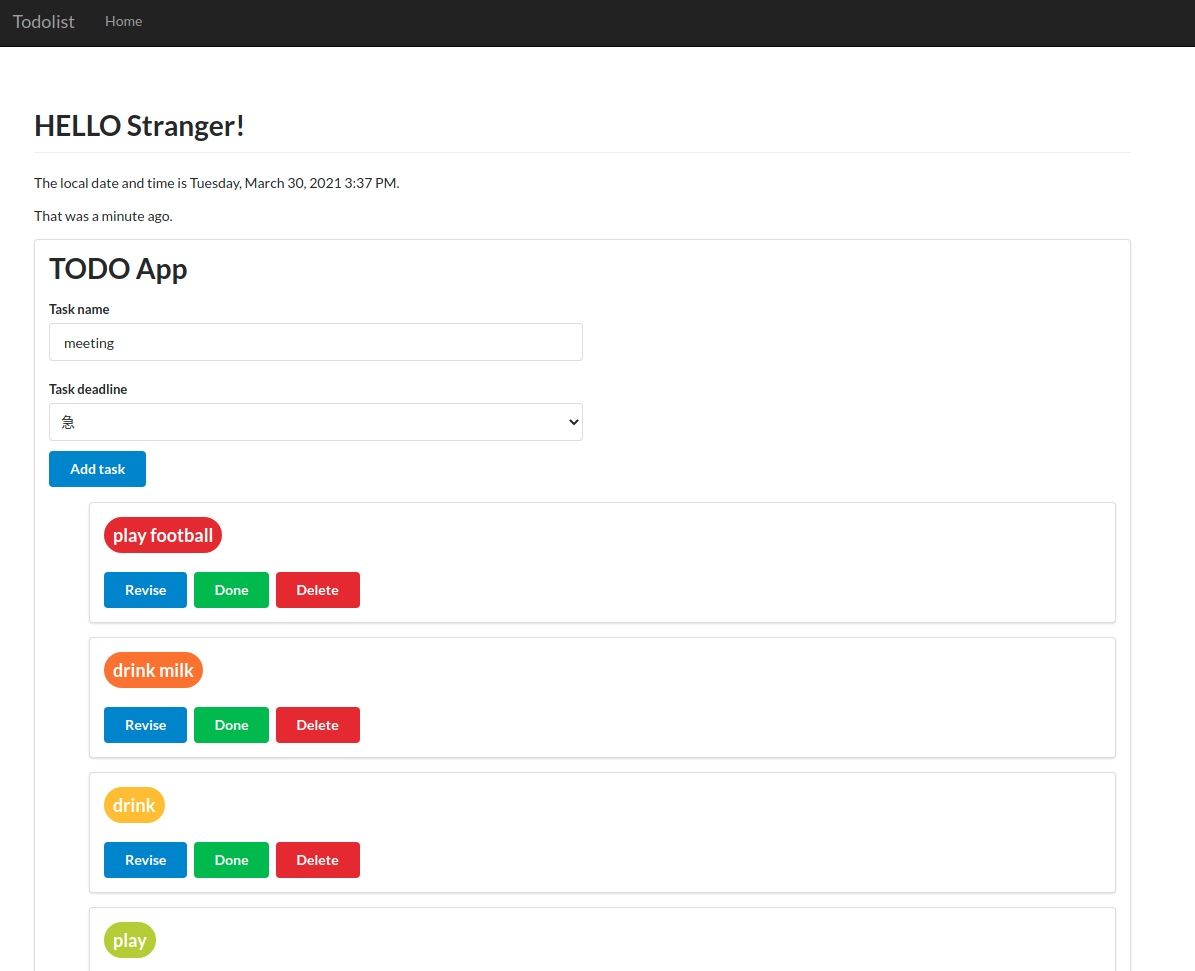 Todolist Home
HELLO Stranger!
The local date and time is Tuesday, March 30, 2021 3:37 PM.
That was a minute ago.
TODO App
Task name
meeting
Task deadline
急
Add task
play football
Revise Done Delete
drink milk
Revise Done Delete
drink
Revise Done Delete
play